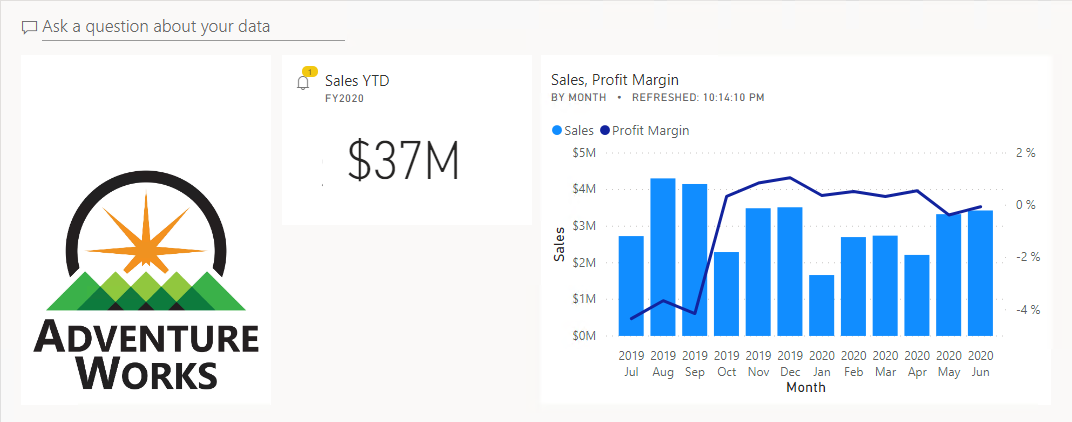 Ask a question about your data
ADVENTURE
WORKS
1
Sales YTD
FY2020
$37M
Sales, Profit Margin
BY MONTH • REFRESHED: 10:14:10 PM
Sales Profit Margin
$5M
$4M
$3M
$2M
$1M
$0M
Sales
2 %
0 %
-2 %
-4 %
2019 2019 2019 2019 2019 2019 2020 2020 2020 2020 2020 2020
Jul Aug Sep Oct Nov Dec Jan Feb Mar Apr May Jun
Month